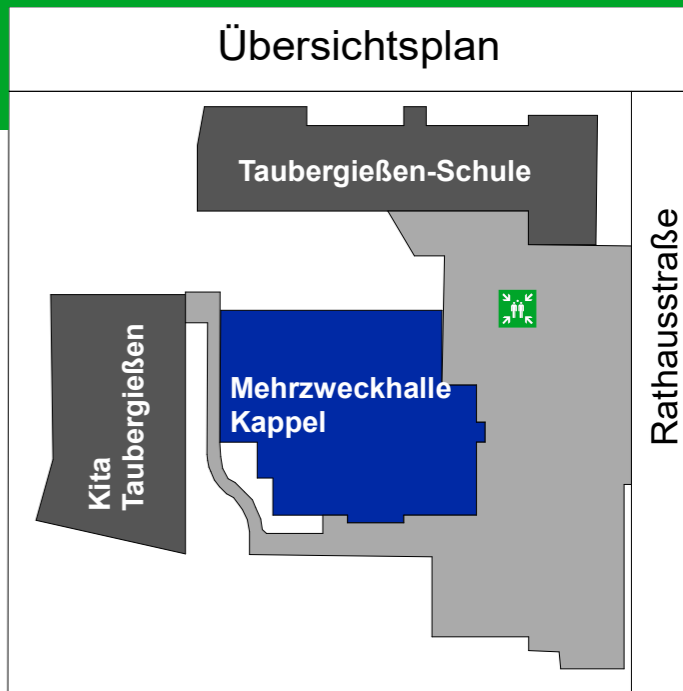 Übersichtsplan
Taubergießen-Schule
Rathausstraße
Mehrzweckhalle
Kappel
Kita
Taubergießen